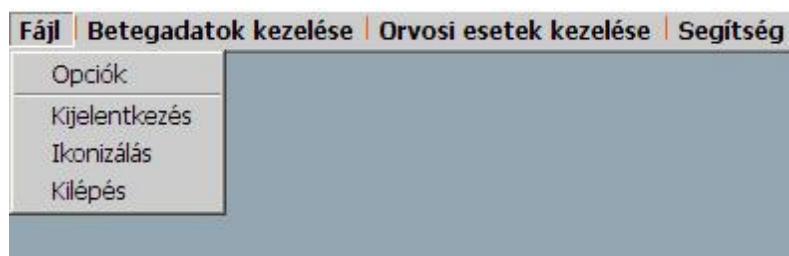 Fájl Betegadatok kezelése Orvosi esetek kezelése Segítség
Opciók
Kijelentkezés
Ikonizálás
Kilépés